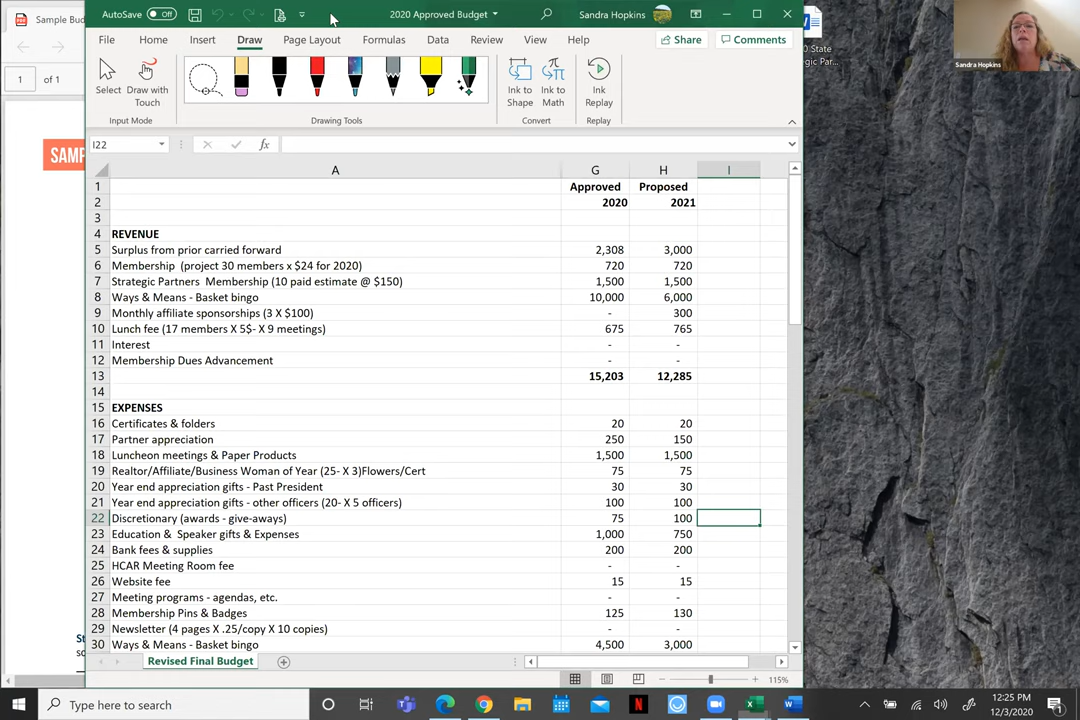 Sample Bud
AutoSave Off
2020 Approved Budget
Sandra Hopkins
File Home Insert Draw Page Layout Formulas Data Review View Help Share Comments
1 of 1
Select
Draw with Touch
Ink to Shape
Ink to Math
Ink Replay
Input Mode
Drawing Tools
Convert
Replay
I22
fx
SAMP
A G H I
1 Approved Proposed
2 2020 2021
3
4 REVENUE
5 Surplus from prior carried forward 2,308 3,000
6 Membership (project 30 members x $24 for 2020) 720 720
7 Strategic Partners Membership (10 paid estimate @ $150) 1,500 1,500
8 Ways & Means - Basket bingo 10,000 6,000
9 Monthly affiliate sponsorships (3 X $100) - 300
10 Lunch fee (17 members X 5$- X 9 meetings) 675 765
11 Interest - -
12 Membership Dues Advancement - -
13 15,203 12,285
14
15 EXPENSES
16 Certificates & folders 20 20
17 Partner appreciation 250 150
18 Luncheon meetings & Paper Products 1,500 1,500
19 Realtor/Affiliate/Business Woman of Year (25- X 3)Flowers/Cert 75 75
20 Year end appreciation gifts - Past President 30 30
21 Year end appreciation gifts - other officers (20- X 5 officers) 100 100
22 Discretionary (awards - give-aways) 75 100
23 Education & Speaker gifts & Expenses 1,000 750
24 Bank fees & supplies 200 200
25 HCAR Meeting Room fee - -
26 Website fee 15 15
27 Meeting programs - agendas, etc. - -
28 Membership Pins & Badges 125 130
29 Newsletter (4 pages X .25/copy X 10 copies) - -
30 Ways & Means - Basket bingo 4,500 3,000
St
so
Revised Final Budget
115%
Sandra Hopkins
0 State
tegic Par...
Type here to search
12:25 PM
12/3/2020